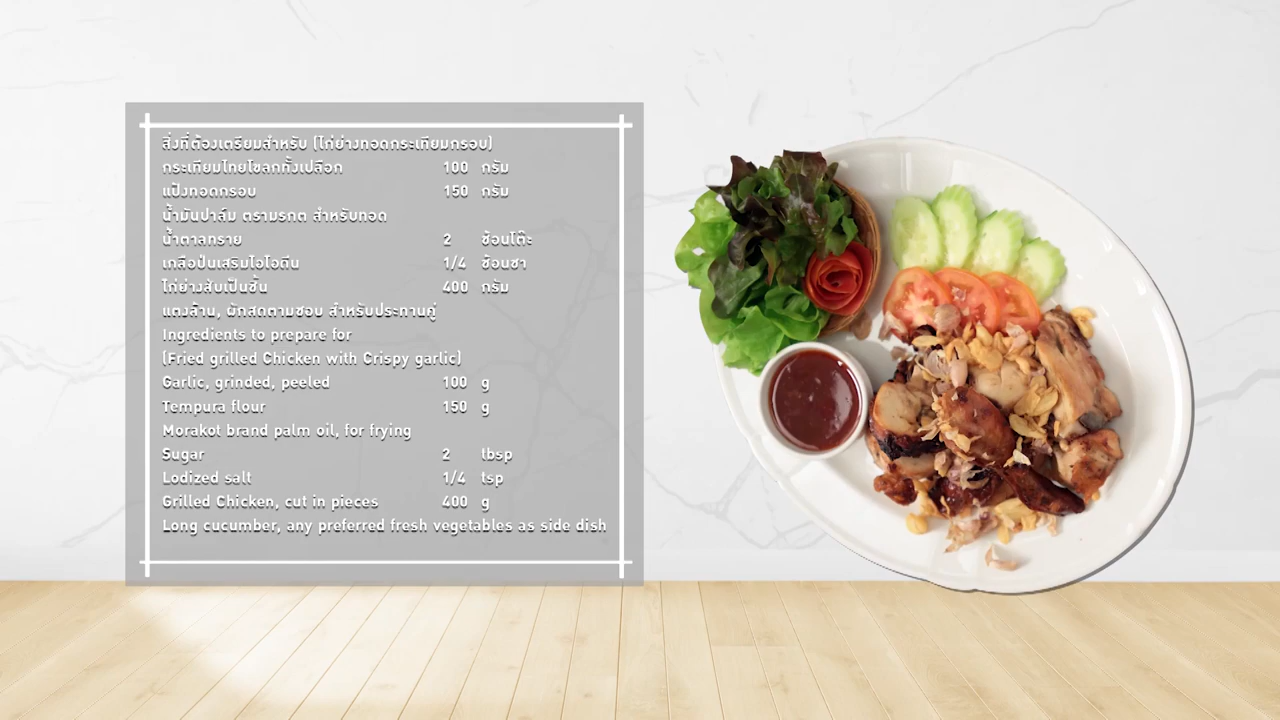 สิ่งที่ต้องเตรียมสำหรับ (ไก่ย่างทอดกระเทียมกรอบ)
กระเทียมไทยโขลกทั้งเปลือก 100 กรัม
แป้งทอดกรอบ 150 กรัม
น้ำมันปาล์ม ตรามรกต สำหรับทอด
น้ำตาลทราย 2 ช้อนโต๊ะ
เกลือป่นเสริมไอโอดีน 1/4 ช้อนชา
ไก่ย่างสับเป็นชิ้น 400 กรัม
แตงล้าน, ผักสดตามชอบ สำหรับประทานคู่
Ingredients to prepare for
(Fried grilled Chicken with Crispy garlic)
Garlic, grinded, peeled 100 g
Tempura flour 150 g
Morakot brand palm oil, for frying
Sugar 2 tbsp
Lodized salt 1/4 tsp
Grilled Chicken, cut in pieces 400 g
Long cucumber, any preferred fresh vegetables as side dish